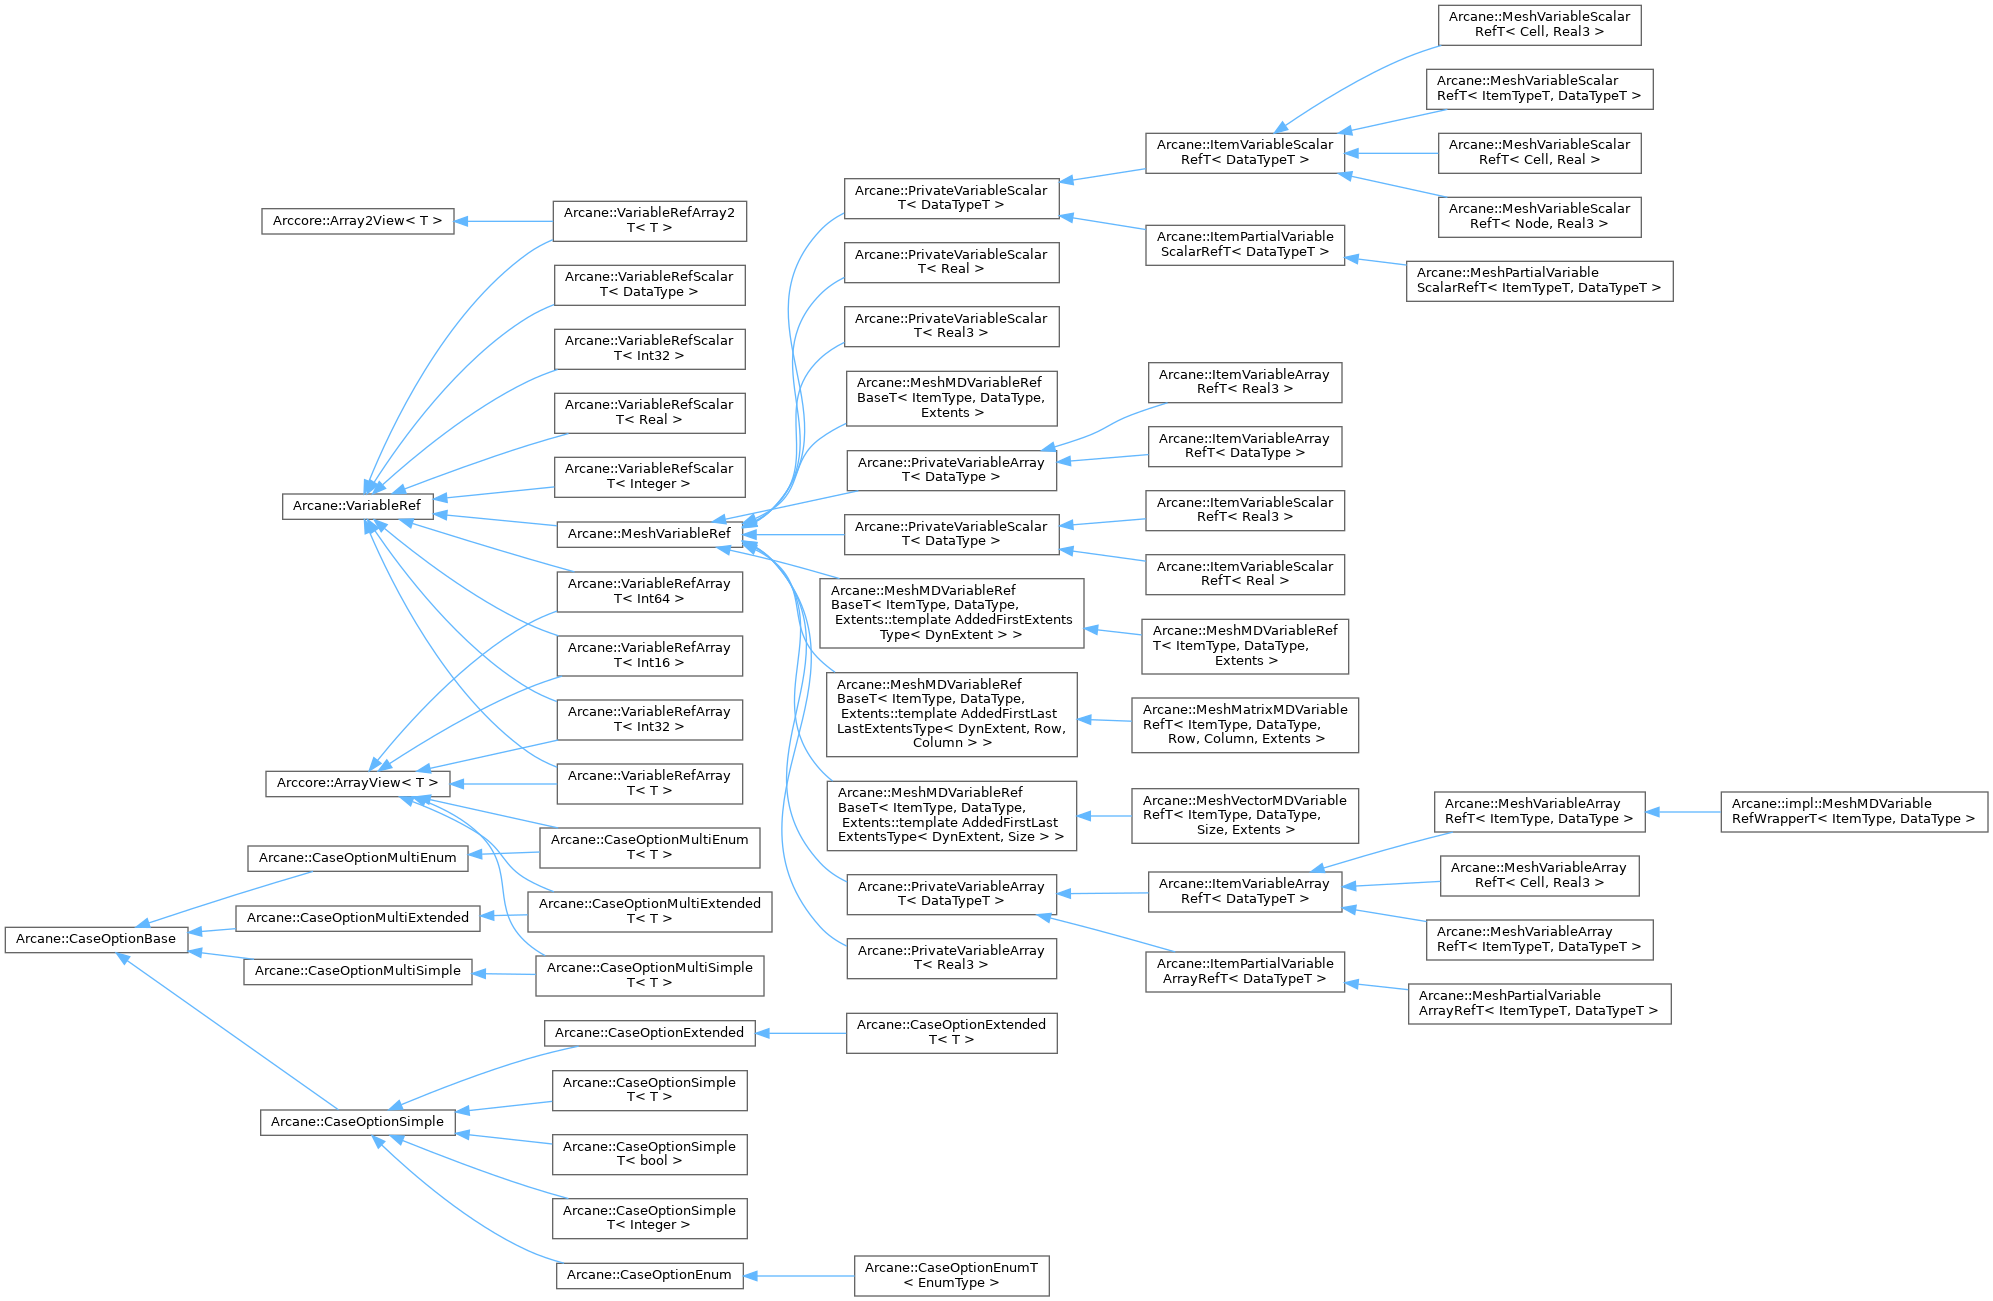 Arcane::MeshVariableScalar
RefT< Cell, Real3 >
Arcane::MeshVariableScalar
RefT< ItemTypeT, DataTypeT >
Arcane::MeshVariableScalar
RefT< Cell, Real >
Arcane::MeshVariableScalar
RefT< Node, Real3 >
Arcane::ItemVariableScalar
RefT< DataTypeT >
Arcane::ItemPartialVariable
ScalarRefT< DataTypeT >
Arcane::MeshPartialVariable
ScalarRefT< ItemTypeT, DataTypeT >
Arcane::PrivateVariableScalar
T< DataTypeT >
Arcane::PrivateVariableScalar
T< Real >
Arcane::PrivateVariableScalar
T< Real3 >
Arcane::MeshMDVariableRef
BaseT< ItemType, DataType,
Extents >
Arcane::PrivateVariableArray
T< DataType >
Arcane::ItemVariableArray
RefT< Real3 >
Arcane::ItemVariableArray
RefT< DataType >
Arcane::PrivateVariableScalar
T< DataType >
Arcane::ItemVariableScalar
RefT< Real3 >
Arcane::ItemVariableScalar
RefT< Real >
Arccore::Array2View< T >
Arcane::VariableRefArray2
T< T >
Arcane::VariableRefScalar
T< DataType >
Arcane::VariableRefScalar
T< Int32 >
Arcane::VariableRefScalar
T< Real >
Arcane::VariableRefScalar
T< Integer >
Arcane::VariableRef
Arcane::MeshVariableRef
Arcane::VariableRefArray
T< Int64 >
Arcane::VariableRefArray
T< Int16 >
Arcane::VariableRefArray
T< Int32 >
Arcane::VariableRefArray
T< T >
Arccore::ArrayView< T >
Arcane::MeshMDVariableRef
BaseT< ItemType, DataType,
Extents::template AddedFirstExtents
Type< DynExtent > >
Arcane::MeshMDVariableRef
T< ItemType, DataType,
Extents >
Arcane::MeshMDVariableRef
BaseT< ItemType, DataType,
Extents::template AddedFirstLast
LastExtentsType< DynExtent, Row,
Column > >
Arcane::MeshMatrixMDVariable
RefT< ItemType, DataType,
Row, Column, Extents >
Arcane::MeshMDVariableRef
BaseT< ItemType, DataType,
Extents::template AddedFirstLast
ExtentsType< DynExtent, Size > >
Arcane::MeshVectorMDVariable
RefT< ItemType, DataType,
Size, Extents >
Arcane::MeshVariableArray
RefT< ItemType, DataType >
Arcane::impl::MeshMDVariable
RefWrapperT< ItemType, DataType >
Arcane::PrivateVariableArray
T< DataTypeT >
Arcane::ItemVariableArray
RefT< DataTypeT >
Arcane::MeshVariableArray
RefT< Cell, Real3 >
Arcane::MeshVariableArray
RefT< ItemTypeT, DataTypeT >
Arcane::PrivateVariableArray
T< Real3 >
Arcane::ItemPartialVariable
ArrayRefT< DataTypeT >
Arcane::MeshPartialVariable
ArrayRefT< ItemTypeT, DataTypeT >
Arcane::CaseOptionMultiEnum
Arcane::CaseOptionMultiEnum
T< T >
Arcane::CaseOptionMultiExtended
Arcane::CaseOptionMultiExtended
T< T >
Arcane::CaseOptionBase
Arcane::CaseOptionMultiSimple
Arcane::CaseOptionMultiSimple
T< T >
Arcane::CaseOptionExtended
Arcane::CaseOptionExtended
T< T >
Arcane::CaseOptionSimple
Arcane::CaseOptionSimple
T< T >
Arcane::CaseOptionSimple
T< bool >
Arcane::CaseOptionSimple
T< Integer >
Arcane::CaseOptionEnum
Arcane::CaseOptionEnumT
< EnumType >